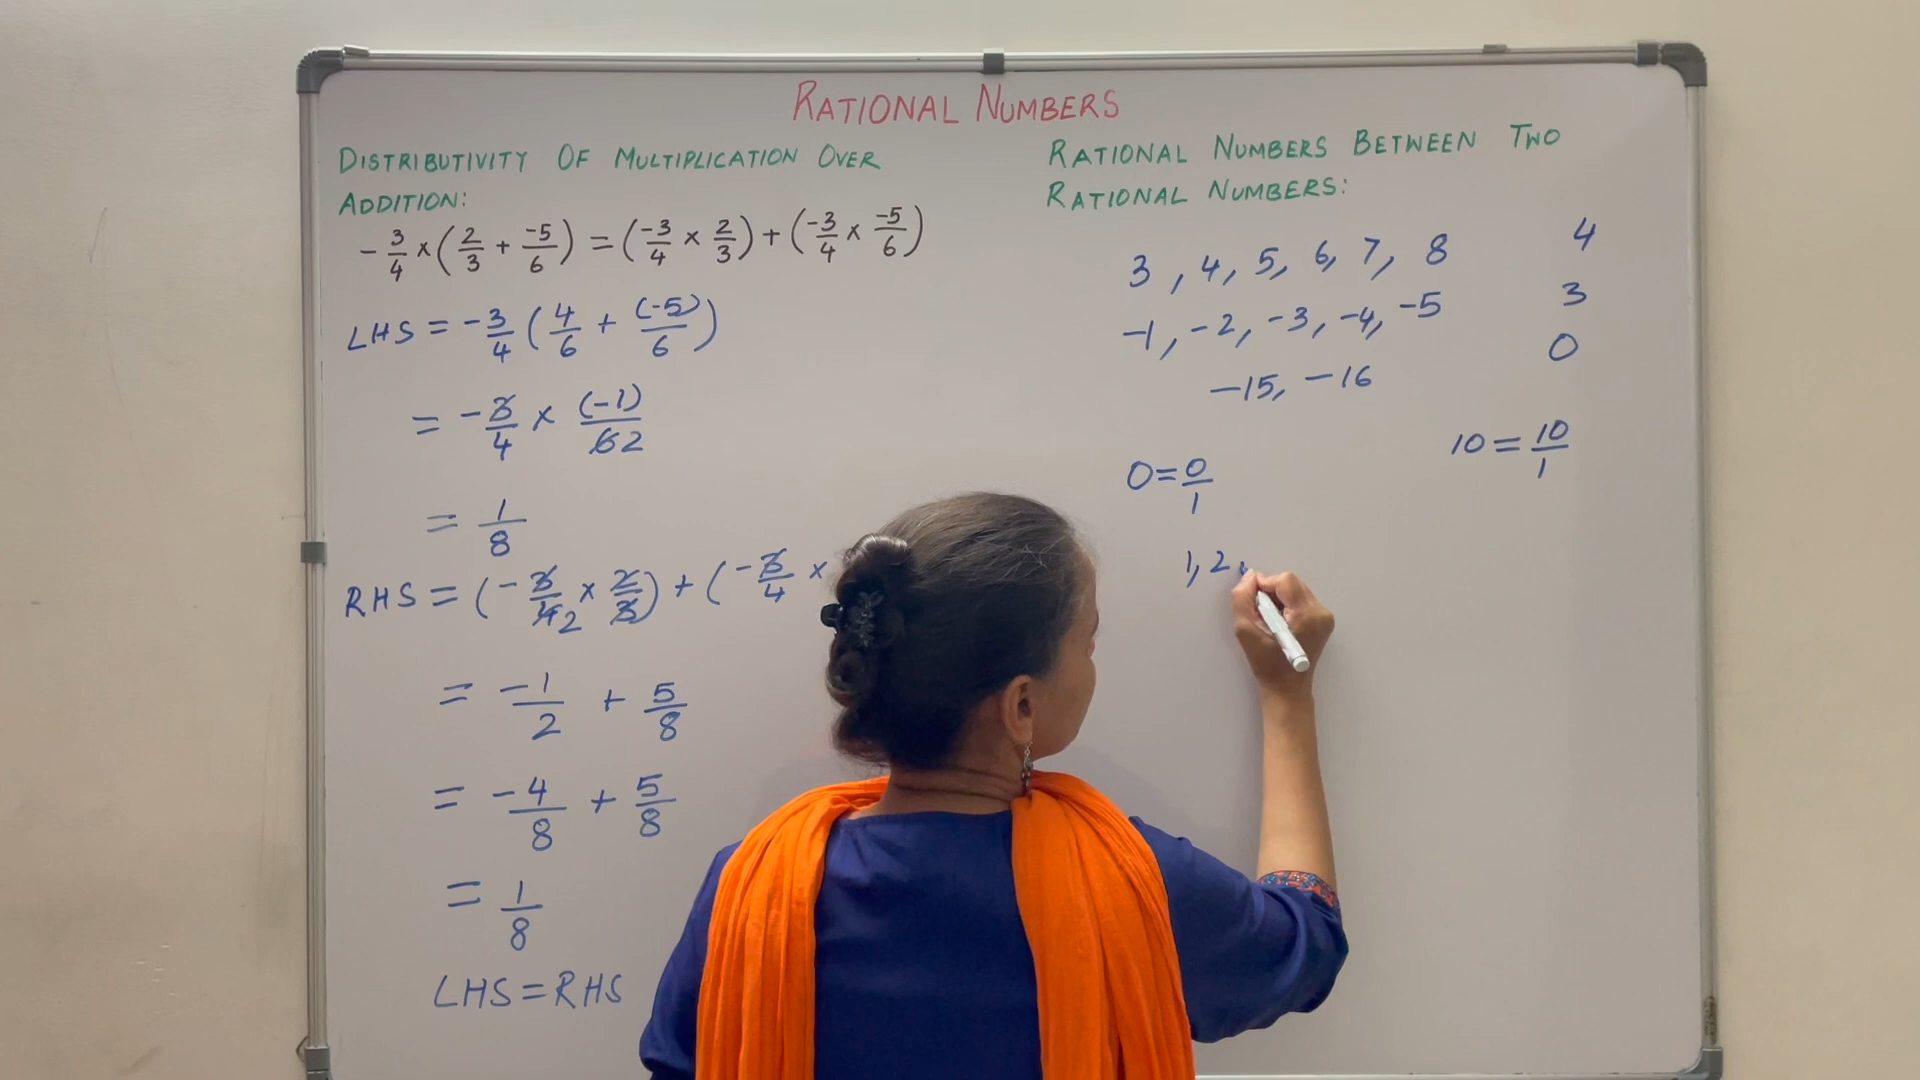 RATIONAL NUMBERS
DISTRIBUTIVITY OF MULTIPLICATION OVER
ADDITION:
-3/4 × (2/3 + -5/6) = (-3/4 × 2/3) + (-3/4 × -5/6)
LHS = -3/4 (4/6 + (-5)/6)
= -3/4 × (-1)/6 2
= 1/8
RHS = (-3/4 2 × 2/3) + (-3/4 ×
= -1/2 + 5/8
= -4/8 + 5/8
= 1/8
LHS = RHS
RATIONAL NUMBERS BETWEEN TWO
RATIONAL NUMBERS:
3, 4, 5, 6, 7, 8 4
-1, -2, -3, -4, -5 3
-15, -16 0
0 = 0/1 10 = 10/1
1, 2,